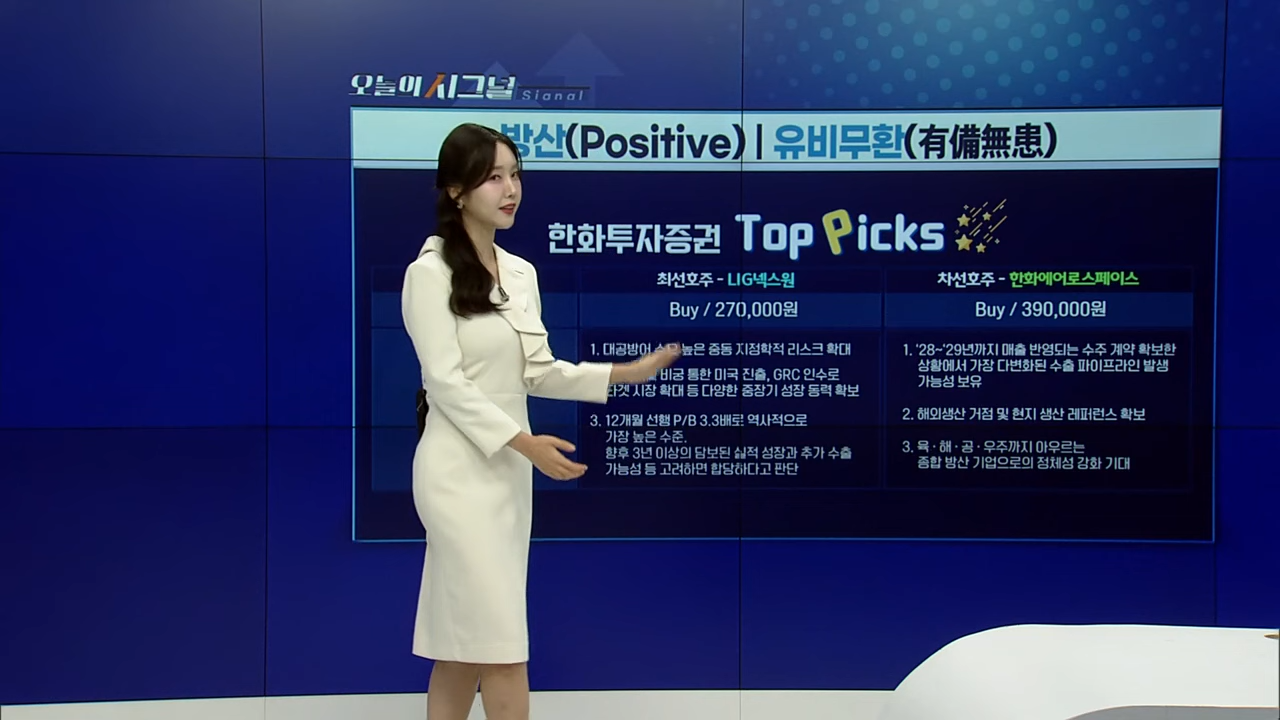 오늘의 시그널 Signal
방산(Positive) | 유비무환(有備無患)
한화투자증권 Top Picks
최선호주 - LIG넥스원
Buy / 270,000원
1. 대공방어 높은 중동 지정학적 리스크 확대
비궁 통한 미국 진출, GRC 인수로
타겟 시장 확대 등 다양한 중장기 성장 동력 확보
3. 12개월 선행 P/B 3.3배로 역사적으로
가장 높은 수준.
향후 3년 이상의 담보된 실적 성장과 추가 수출
가능성 등 고려하면 합당하다고 판단
차선호주 - 한화에어로스페이스
Buy / 390,000원
1. '28~'29년까지 매출 반영되는 수주 계약 확보한
상황에서 가장 다변화된 수출 파이프라인 발생
가능성 보유
2. 해외생산 거점 및 현지 생산 레퍼런스 확보
3. 육·해·공·우주까지 아우르는
종합 방산 기업으로의 정체성 강화 기대